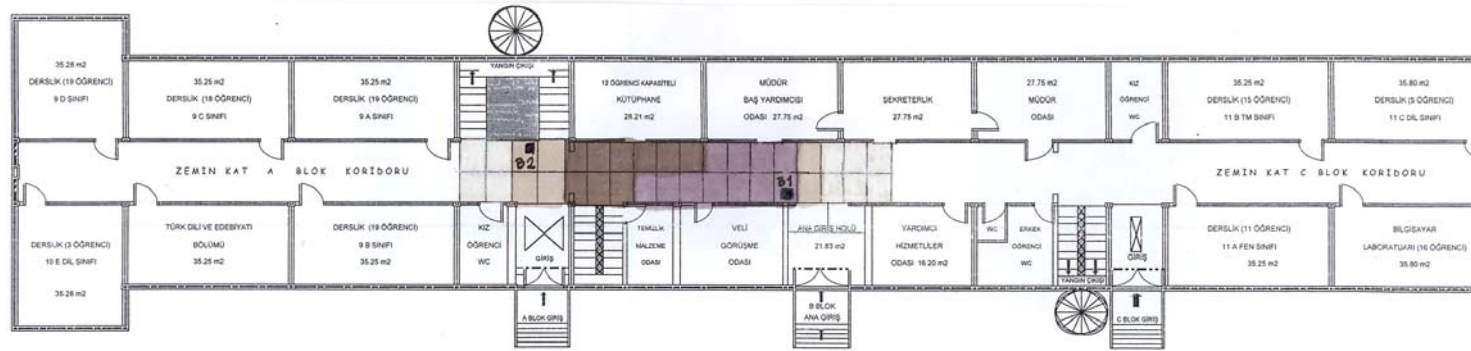 35.28 m2
DERSLİK (19 ÖĞRENCİ)
9 D SINIFI
35.25 m2
DERSLİK (18 ÖĞRENCİ)
9 C SINIFI
35.25 m2
DERSLİK (19 ÖĞRENCİ)
9 A SINIFI
YANGIN ÇIKIŞI
12 ÖĞRENCİ KAPASİTELİ
KÜTÜPHANE
28.21 m2
MÜDÜR
BAŞ YARDIMCISI
ODASI 27.75 m2
SEKRETERLİK
27.75 m2
27.75 m2
MÜDÜR
ODASI
KIZ
ÖĞRENCİ
WC
35.25 m2
DERSLİK (15 ÖĞRENCİ)
11 B TM SINIFI
35.80 m2
DERSLİK (5 ÖĞRENCİ)
11 C DİL SINIFI
ZEMİN KAT A BLOK KORİDORU
B2
B1
ZEMİN KAT C BLOK KORİDORU
DERSLİK (3 ÖĞRENCİ)
10 E DİL SINIFI
35.28 m2
TÜRK DİLİ VE EDEBİYATI
BÖLÜMÜ
35.25 m2
DERSLİK (19 ÖĞRENCİ)
9 B SINIFI
35.25 m2
KIZ
ÖĞRENCİ
WC
GİRİŞ
TEMİZLİK
MALZEME
ODASI
VELİ
GÖRÜŞME
ODASI
ANA GİRİŞ HOLÜ
21.83 m2
YARDIMCI
HİZMETLİLER
ODASI 16.20 m2
WC
ERKEK
ÖĞRENCİ
WC
YANGIN ÇIKIŞI
GİRİŞ
DERSLİK (11 ÖĞRENCİ)
11 A FEN SINIFI
35.25 m2
BİLGİSAYAR
LABORATUARI (16 ÖĞRENCİ)
35.80 m2
A BLOK GİRİŞ
B BLOK
ANA GİRİŞ
C BLOK GİRİŞ